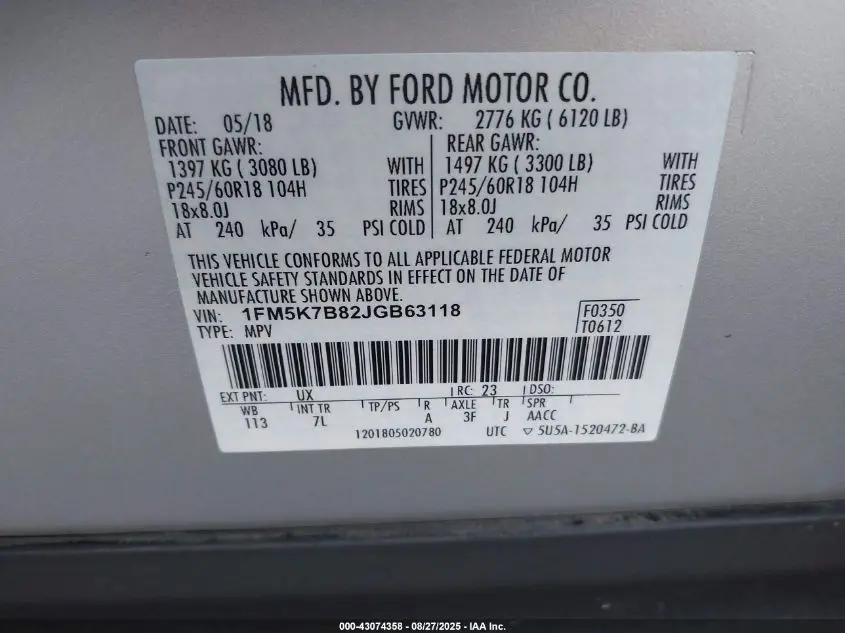 MFD. BY FORD MOTOR CO.
DATE: 05/18 GVWR: 2776 KG ( 6120 LB)
FRONT GAWR: REAR GAWR:
1397 KG ( 3080 LB) WITH 1497 KG ( 3300 LB) WITH
P245/60R18 104H TIRES P245/60R18 104H TIRES
18x8.0J RIMS 18x8.0J RIMS
AT 240 kPa/ 35 PSI COLD AT 240 kPa/ 35 PSI COLD
THIS VEHICLE CONFORMS TO ALL APPLICABLE FEDERAL MOTOR
VEHICLE SAFETY STANDARDS IN EFFECT ON THE DATE OF
MANUFACTURE SHOWN ABOVE.
VIN: 1FM5K7B82JGB63118 F0350
TYPE: MPV T0612
EXT PNT: UX RC: 23 DSO:
WB INT TR TP/PS R AXLE TR SPR
113 7L A 3F J AACC
1201805020780 UTC ▽ 5U5A-1520472-BA
000-43074358 - 08/27/2025 - IAA Inc.